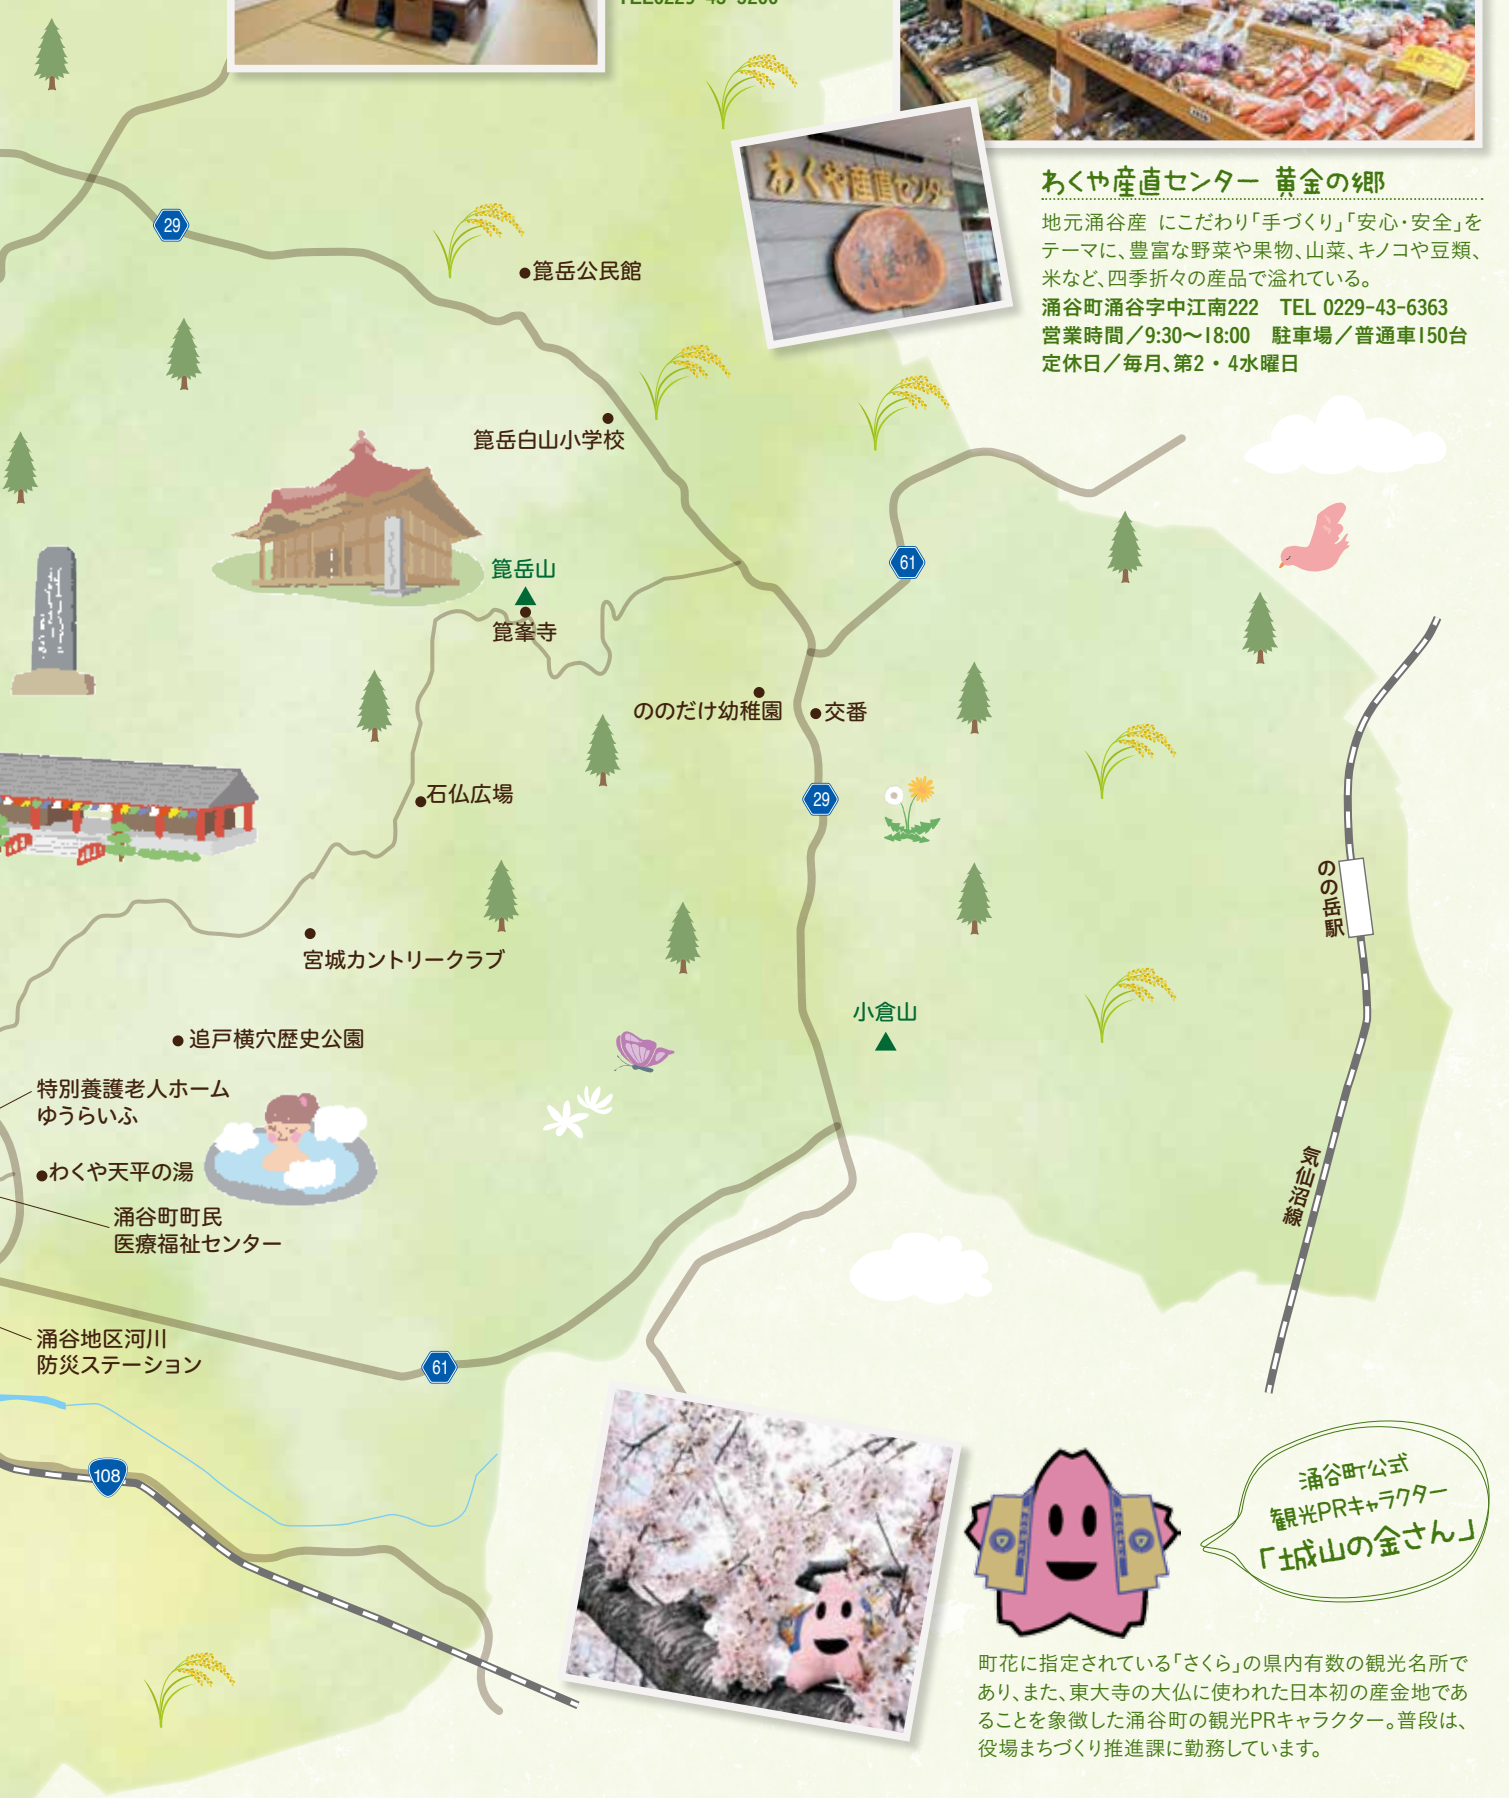 わくや産直センター
わくや産直センター 黄金の郷
地元涌谷産 にこだわり「手づくり」「安心・安全」を
テーマに、豊富な野菜や果物、山菜、キノコや豆類、
米など、四季折々の産品で溢れている。
涌谷町涌谷字中江南222　TEL 0229-43-6363
営業時間／9:30〜18:00　駐車場／普通車150台
定休日／毎月、第2・4水曜日
29
箟岳公民館
箟岳白山小学校
61
箟岳山
箟峯寺
ののだけ幼稚園
交番
石仏広場
29
のの岳駅
宮城カントリークラブ
小倉山
追戸横穴歴史公園
特別養護老人ホーム
ゆうらいふ
わくや天平の湯
涌谷町町民
医療福祉センター
気仙沼線
涌谷地区河川
防災ステーション
61
108
涌谷町公式
観光PRキャラクター
「城山の金さん」
町花に指定されている「さくら」の県内有数の観光名所で
あり、また、東大寺の大仏に使われた日本初の産金地であ
ることを象徴した涌谷町の観光PRキャラクター。普段は、
役場まちづくり推進課に勤務しています。